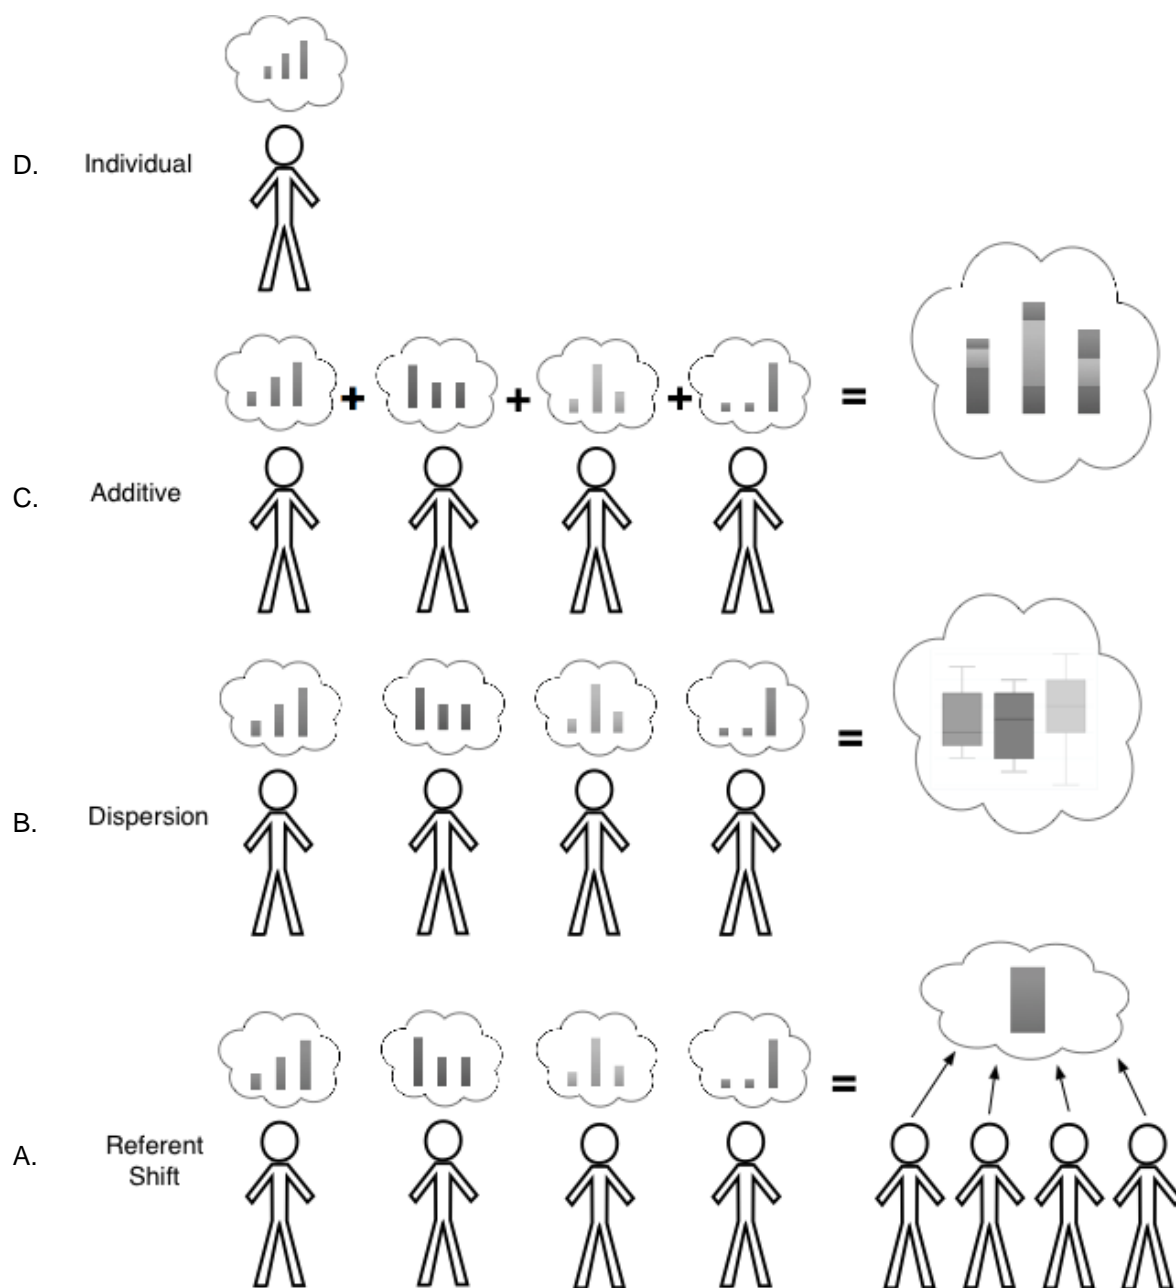 D. Individual
+ + + =
C. Additive
=
B. Dispersion
=
A. Referent
Shift